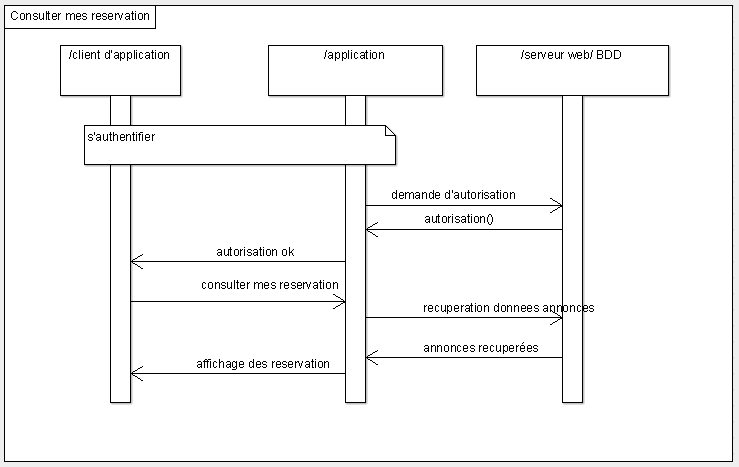 Consulter mes reservation
/client d'application
/application
/serveur web/ BDD
s'authentifier
demande d'autorisation
autorisation()
autorisation ok
consulter mes reservation
recuperation donnees annonces
annonces recuperées
affichage des reservation